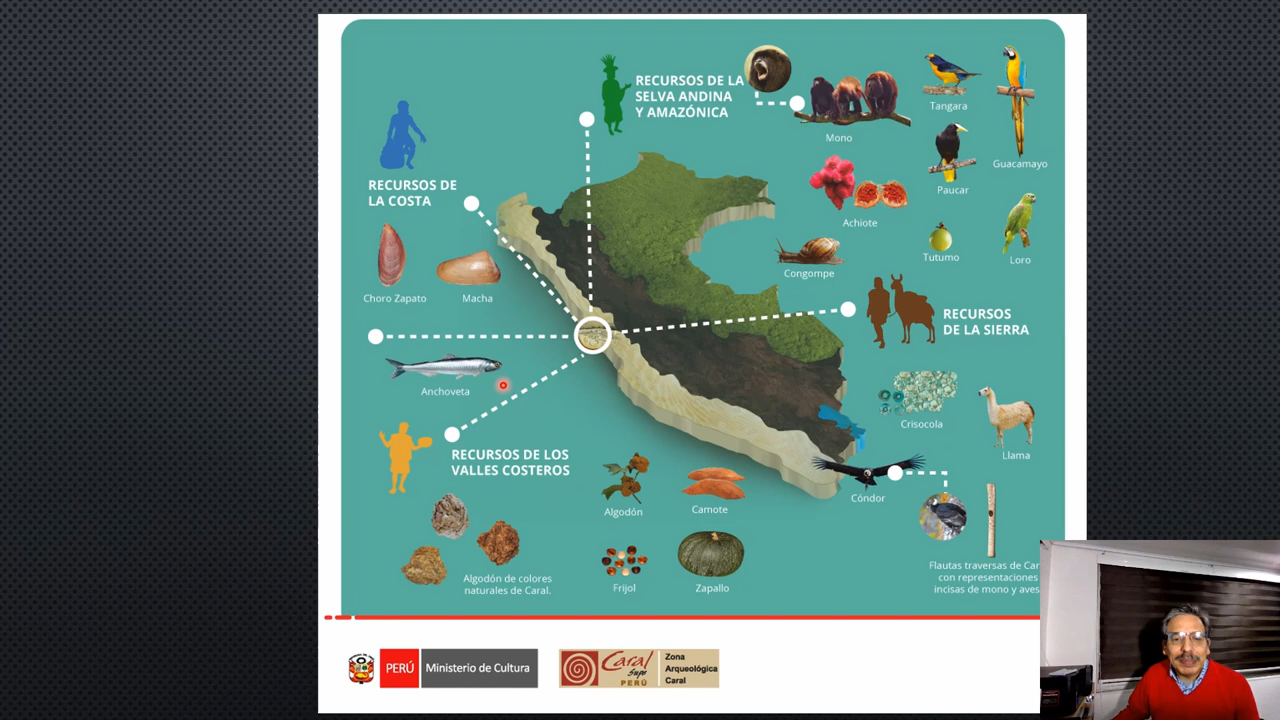 RECURSOS DE LA
SELVA ANDINA
Y AMAZÓNICA
Mono
Tangara
Guacamayo
Paucar
Achiote
Tutumo
Loro
Congompe
RECURSOS DE
LA COSTA
Choro Zapato
Macha
Anchoveta
RECURSOS
DE LA SIERRA
Crisocola
Llama
Cóndor
Flautas traversas de Car
con representaciones
incisas de mono y aves
RECURSOS DE LOS
VALLES COSTEROS
Algodón
Camote
Algodón de colores
naturales de Caral.
Frijol
Zapallo
PERÚ
Ministerio de Cultura
Caral
Supe
PERÚ
Zona
Arqueológica
Caral